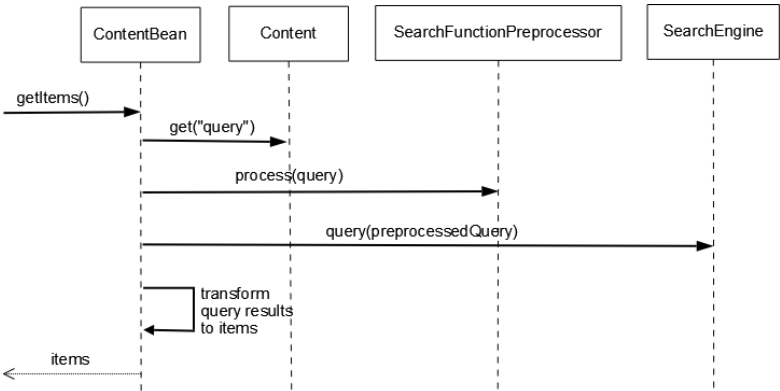 ContentBean
Content
SearchFunctionPreprocessor
SearchEngine
getItems()
get("query")
process(query)
query(preprocessedQuery)
transform
query results
to items
items